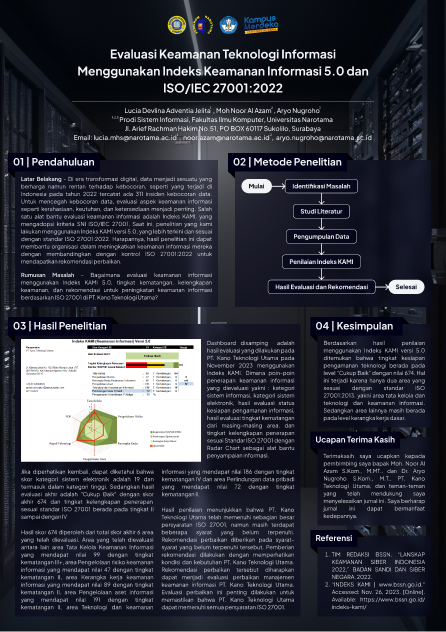 Kampus
Merdeka
Evaluasi Keamanan Teknologi Informasi
Menggunakan Indeks Keamanan Informasi 5.0 dan
ISO/IEC 27001:2022
Lucia Devlina Adventia Jelita, Moh Noor Al Azam, Aryo Nugroho
Prodi Sistem Informasi, Fakultas Ilmu Komputer, Universitas Narotama
Jl. Arief Rachman Hakim No. 51, PO BOX 60117 Sukolilo, Surabaya
Email: lucia.mhs@narotama.ac.id, noor.azam@narotama.ac.id, aryo.nugroho@narotama.ac.id
01 | Pendahuluan
Latar Belakang - Di era transformasi digital, data menjadi sesuatu yang
berharga namun rentan terhadap kebocoran, seperti yang terjadi di
Indonesia pada tahun 2022 tercatat ada 311 insiden kebocoran data.
Untuk mencegah kebocoran data, evaluasi aspek keamanan informasi
seperti kerahasiaan, keutuhan, dan ketersediaan menjadi penting. Salah
satu alat bantu evaluasi keamanan informasi adalah Indeks KAMI, yang
mengadopsi kriteria SNI ISO/IEC 27001. Saat ini, penelitian yang kami
lakukan menggunakan Indeks KAMI versi 5.0, yang lebih terkini dan sesuai
dengan standar ISO 27001:2022. Harapannya, hasil penelitian ini dapat
membantu organisasi dalam meningkatkan keamanan informasi mereka
dengan membandingkan dengan kontrol ISO 27001:2022 untuk
mendapatkan rekomendasi perbaikan.
Rumusan Masalah - Bagaimana evaluasi keamanan informasi
menggunakan Indeks KAMI 5.0, tingkat kematangan, kelengkapan
keamanan, dan rekomendasi untuk peningkatan keamanan informasi
berdasarkan ISO 27001 di PT. Kano Teknologi Utama?
02 | Metode Penelitian
Mulai
Identifikasi Masalah
Studi Literatur
Pengumpulan Data
Penilaian Indeks KAMI
Hasil Evaluasi dan Rekomendasi
Selesai
03 | Hasil Penelitian
Indeks KAMI (Keamanan Informasi) Versi 5.0
Cukup Baik
Dashboard disamping adalah
hasil evaluasi yang dilakukan pada
PT. Kano Teknologi Utama pada
November 2023 menggunakan
Indeks KAMI. Dimana poin-poin
penerapan keamanan informasi
yang dievaluasi yakni : kategori
sistem informasi, kategori sistem
elektronik, hasil evaluasi status
kesiapan pengamanan informasi,
hasil evaluasi tingkat kematangan
dari masing-masing area, dan
tingkat kelengkapan penerapan
sesuai Standar ISO 27001 dengan
Radar Chart sebagai alat bantu
penyampaian informasi.
Jika diperhatikan kembali, dapat diketahui bahwa
skor kategori sistem elektronik adalah 19 dan
termasuk dalam kategori tinggi. Sedangkan hasil
evaluasi akhir adalah "Cukup Baik" dengan skor
akhir 674 dan tingkat kelengkapan penerapan
sesuai standar ISO 27001 berada pada tingkat II
sampai dengan IV
Hasil skor 674 diperoleh dari total skor akhir 6 area
yang telah dievaluasi. Area yang telah dievaluasi
antara lain area Tata Kelola Keamanan Informasi
yang mendapat nilai 99 dengan tingkat
kematangan III+, area Pengelolaan risiko keamanan
informasi yang mendapat nilai 47 dengan tingkat
kematangan II, area Kerangka kerja keamanan
informasi yang mendapat nilai 89 dengan tingkat
kematangan II, area Pengelolaan aset informasi
yang mendapat nilai 191 dengan tingkat
kematangan II, area Teknologi dan keamanan
informasi yang mendapat nilai 186 dengan tingkat
kematangan IV dan area Perlindungan data pribadi
yang mendapat nilai 72 dengan tingkat
kematangan II.
Hasil penelitian menunjukkan bahwa PT. Kano
Teknologi Utama telah memenuhi sebagian besar
persyaratan ISO 27001, namun masih terdapat
beberapa syarat yang belum terpenuhi.
Rekomendasi perbaikan diberikan pada syarat-
syarat yang belum terpenuhi tersebut. Pemberian
rekomendasi dilakukan dengan memperhatikan
kondisi dan kebutuhan PT. Kano Teknologi Utama.
Rekomendasi perbaikan tersebut diharapkan
dapat menjadi evaluasi perbaikan manajemen
keamanan informasi PT. Kano Teknologi Utama.
Evaluasi perbaikan ini penting dilakukan untuk
memastikan bahwa PT. Kano Teknologi Utama
dapat memenuhi semua persyaratan ISO 27001.
04 | Kesimpulan
Berdasarkan hasil penilaian
menggunakan Indeks KAMI versi 5.0
ditemukan bahwa tingkat kesiapan
pengamanan teknologi berada pada
level "Cukup Baik" dengan nilai 674. Hal
ini terjadi karena hanya dua area yang
sesuai dengan standar ISO
27001:2013, yakni area tata kelola dan
teknologi dan keamanan informasi.
Sedangkan area lainnya masih berada
pada level kerangka kerja dasar.
Ucapan Terima Kasih
Terimakasih saya ucapkan kepada
pembimbing saya bapak Moh. Noor Al
Azam S.Kom., M.MT., dan Dr. Aryo
Nugroho S.Kom., M.T., PT. Kano
Teknologi Utama, dan teman-teman
yang telah mendukung saya
menyelesaikan jurnal ini. Saya berharap
jurnal ini dapat bermanfaat
kedepannya.
Referensi
1. TIM REDAKSI BSSN, "LANSKAP
KEAMANAN SIBER INDONESIA
2022," BADAN SANDI DAN SIBER
NEGARA, 2022.
2. "INDEKS KAMI | www.bssn.go.id."
Accessed: Nov. 26, 2023. [Online].
Available: https://www.bssn.go.id/
indeks-kami/